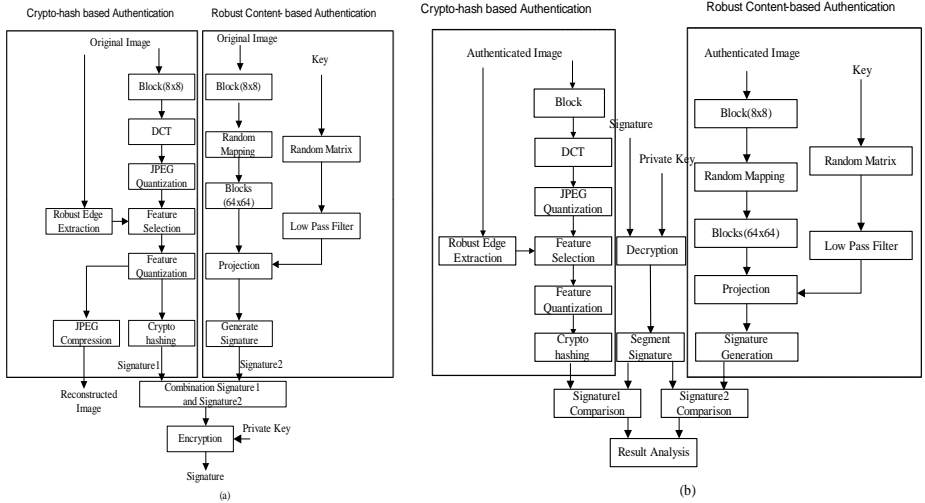 Crypto-hash based Authentication
Robust Content- based Authentication
Original Image
Block(8x8)
DCT
JPEG
Quantization
Robust Edge
Extraction
Feature
Selection
Feature
Quantization
JPEG
Compression
Crypto
hashing
Signature1
Reconstructed
Image
Original Image
Key
Block(8x8)
Random
Mapping
Random Matrix
Blocks
(64x64)
Low Pass Filter
Projection
Generate
Signature
Signature2
Combination Signature1
and Signature2
Encryption
Private Key
Signature
(a)
Crypto-hash based Authentication
Robust Content-based Authentication
Authenticated Image
Block
DCT
JPEG
Quantization
Robust Edge
Extraction
Feature
Selection
Feature
Quantization
Crypto
hashing
Signature
Private Key
Decryption
Segment
Signature
Authenticated Image
Key
Block(8x8)
Random Matrix
Random Mapping
Blocks(64x64)
Low Pass Filter
Projection
Signature
Generation
Signature1
Comparison
Signature2
Comparison
Result Analysis
(b)